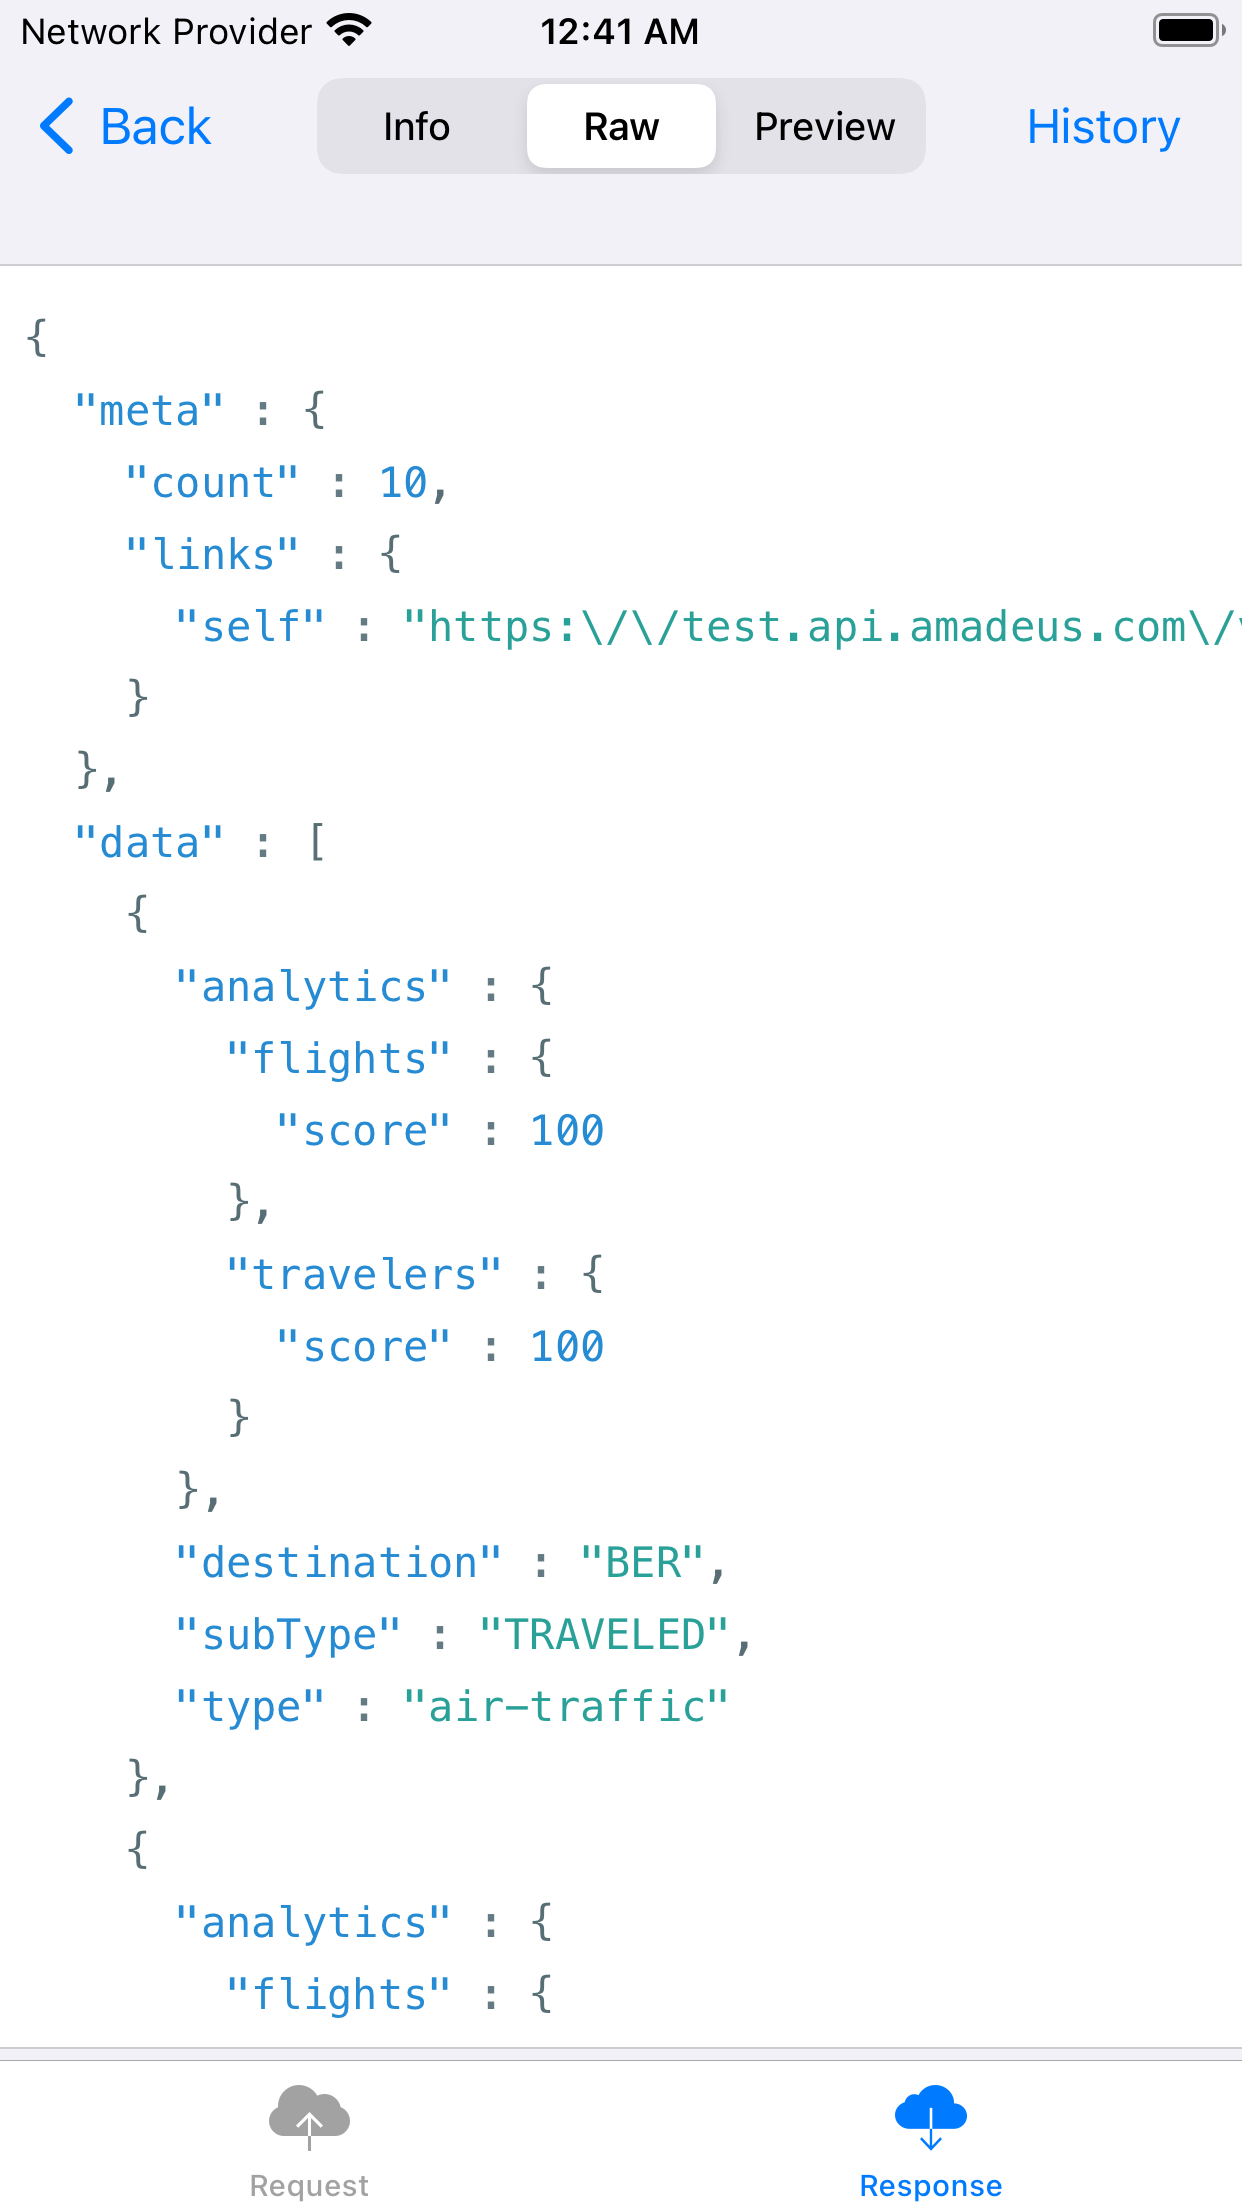 Network Provider 12:41 AM
Back Info Raw Preview History
{
"meta" : {
"count" : 10,
"links" : {
"self" : "https:\/\/test.api.amadeus.com\/v
}
},
"data" : [
{
"analytics" : {
"flights" : {
"score" : 100
},
"travelers" : {
"score" : 100
}
},
"destination" : "BER",
"subType" : "TRAVELED",
"type" : "air-traffic"
},
{
"analytics" : {
"flights" : {
Request Response